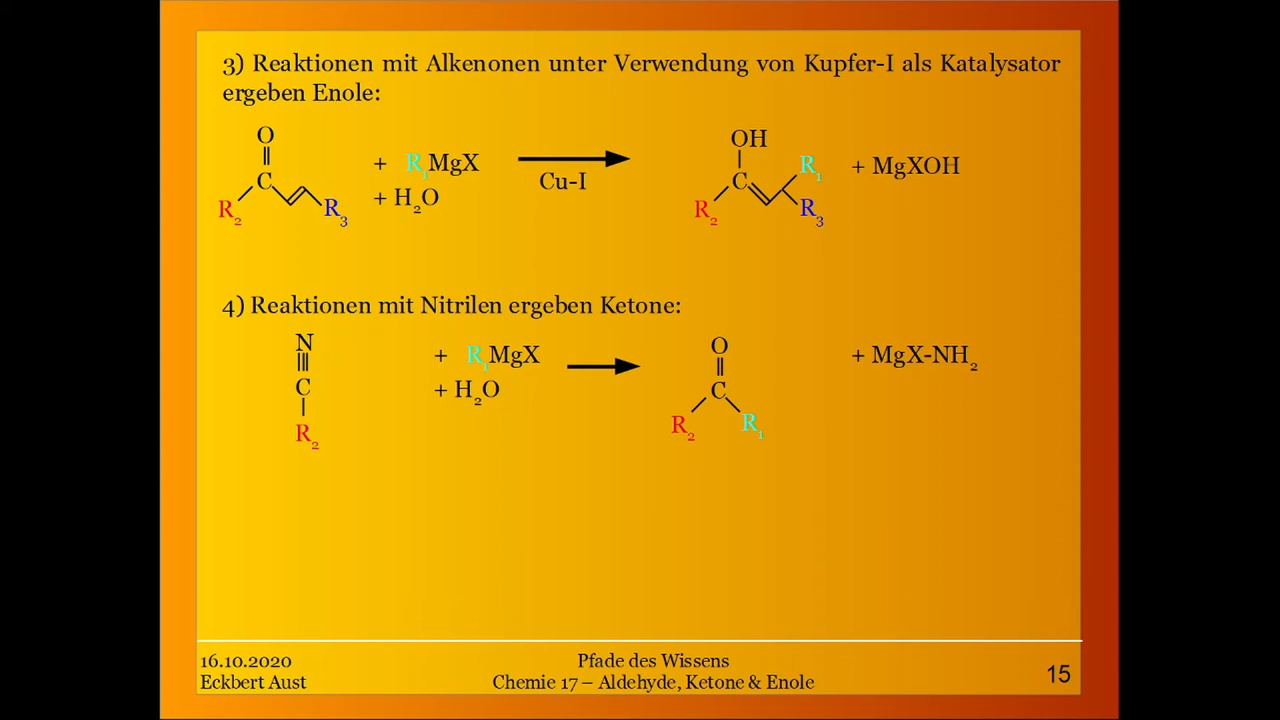 3) Reaktionen mit Alkenonen unter Verwendung von Kupfer-I als Katalysator
ergeben Enole:
O
C
R₂
R₃
+ R₁MgX
+ H₂O
Cu-I
OH
C
R₂
R₁
R₃
+ MgXOH
4) Reaktionen mit Nitrilen ergeben Ketone:
N
C
R₂
+ R₁MgX
+ H₂O
O
C
R₂
R₁
+ MgX-NH₂
16.10.2020
Eckbert Aust
Pfade des Wissens
Chemie 17 – Aldehyde, Ketone & Enole
15